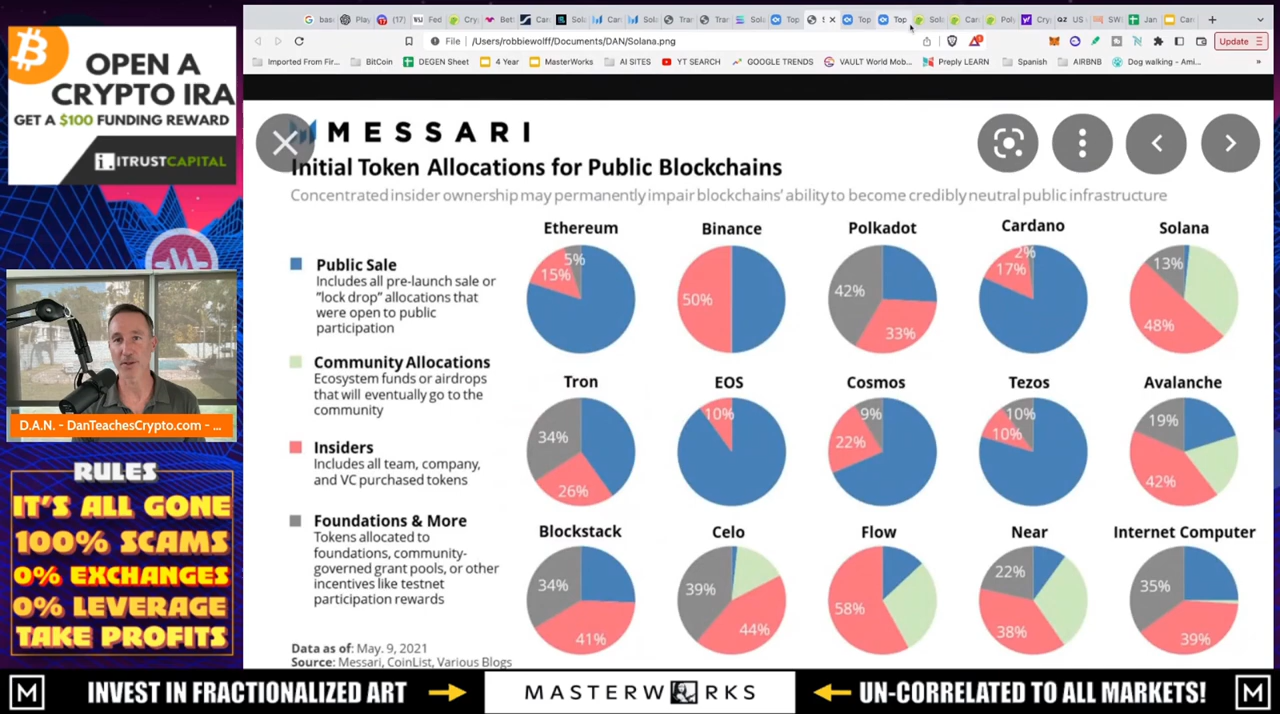 OPEN A
CRYPTO IRA
GET A $100 FUNDING REWARD
i. ITRUSTCAPITAL
D.A.N. - DanTeachesCrypto.com - ...
RULES
IT'S ALL GONE
100% SCAMS
0% EXCHANGES
0% LEVERAGE
TAKE PROFITS
(17)
File
/Users/robbiewolff/Documents/DAN/Solana.png
Update
Imported From Fir...
BitCoin
DEGEN Sheet
4 Year
MasterWorks
AI SITES
YT SEARCH
GOOGLE TRENDS
VAULT World Mob...
Preply LEARN
Spanish
AIRBNB
Dog walking - Ami...
»
MESSARI
Initial Token Allocations for Public Blockchains
Concentrated insider ownership may permanently impair blockchains' ability to become credibly neutral public infrastructure
Public Sale
Includes all pre-launch sale or
"lock drop" allocations that
were open to public
participation
Community Allocations
Ecosystem funds or airdrops
that will eventually go to the
community
Insiders
Includes all team, company,
and VC purchased tokens
Foundations & More
Tokens allocated to
foundations, community-
governed grant pools, or other
incentives like testnet
participation rewards
Data as of: May. 9, 2021
Source: Messari, CoinList, Various Blogs
Ethereum
5%
15%
Binance
50%
Polkadot
42%
33%
Cardano
2%
17%
Solana
13%
48%
Tron
34%
26%
EOS
10%
Cosmos
9%
22%
Tezos
10%
10%
Avalanche
19%
42%
Blockstack
34%
41%
Celo
39%
44%
Flow
58%
Near
22%
38%
Internet Computer
35%
39%
M
INVEST IN FRACTIONALIZED ART
MASTERWORKS
UN-CORRELATED TO ALL MARKETS!
M